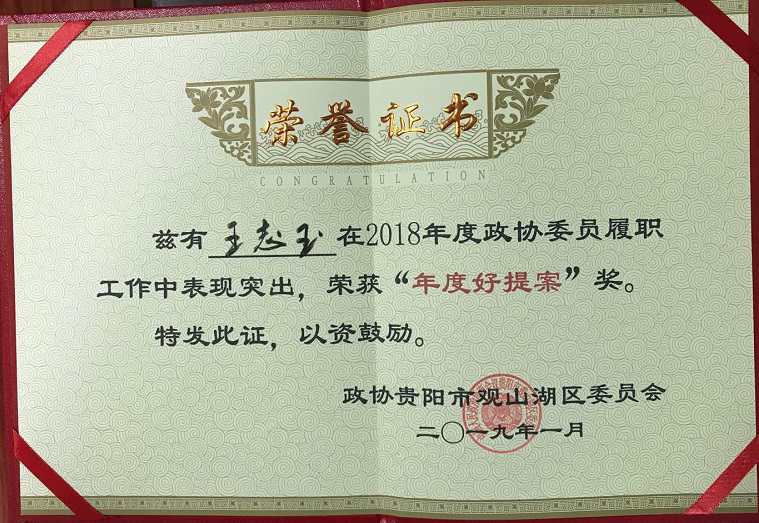 荣誉证书
CONGRATULATION
兹有 王志玉 在2018年度政协委员履职
工作中表现突出，荣获“年度好提案”奖。
特发此证，以资鼓励。
政协贵阳市观山湖区委员会
二〇一九年一月